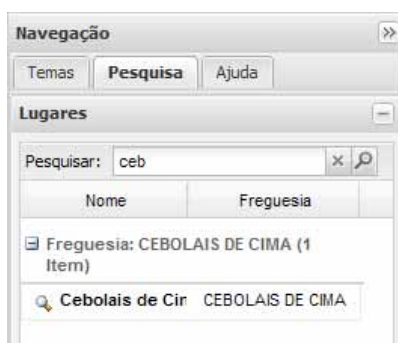 Navegação
Temas Pesquisa Ajuda
Lugares
Pesquisar: ceb
Nome Freguesia
Freguesia: CEBOLAIS DE CIMA (1
Item)
Cebolais de Cir CEBOLAIS DE CIMA